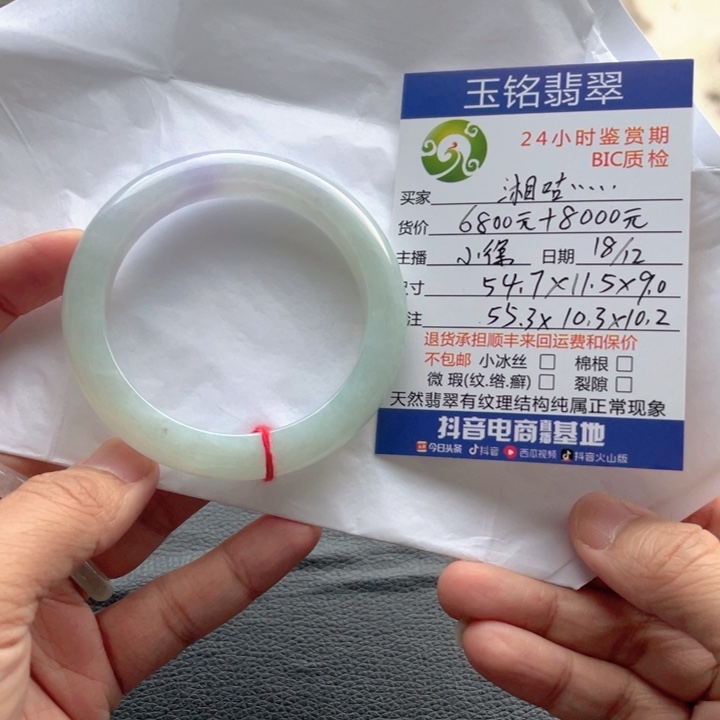 玉铭翡翠
24小时鉴赏期
BIC质检
买家 湘咭......
货价 6800元+8000元
主播 小徐 日期 18/12
尺寸 54.7×11.5×9.0
注 55.3×10.3×10.2
退货承担顺丰来回运费和保价
不包邮 小冰丝 □ 棉根 □
微瑕(纹.绺.癣) □ 裂隙 □
天然翡翠有纹理结构纯属正常现象
抖音电商直播基地
今日头条 抖音 西瓜视频 抖音火山版